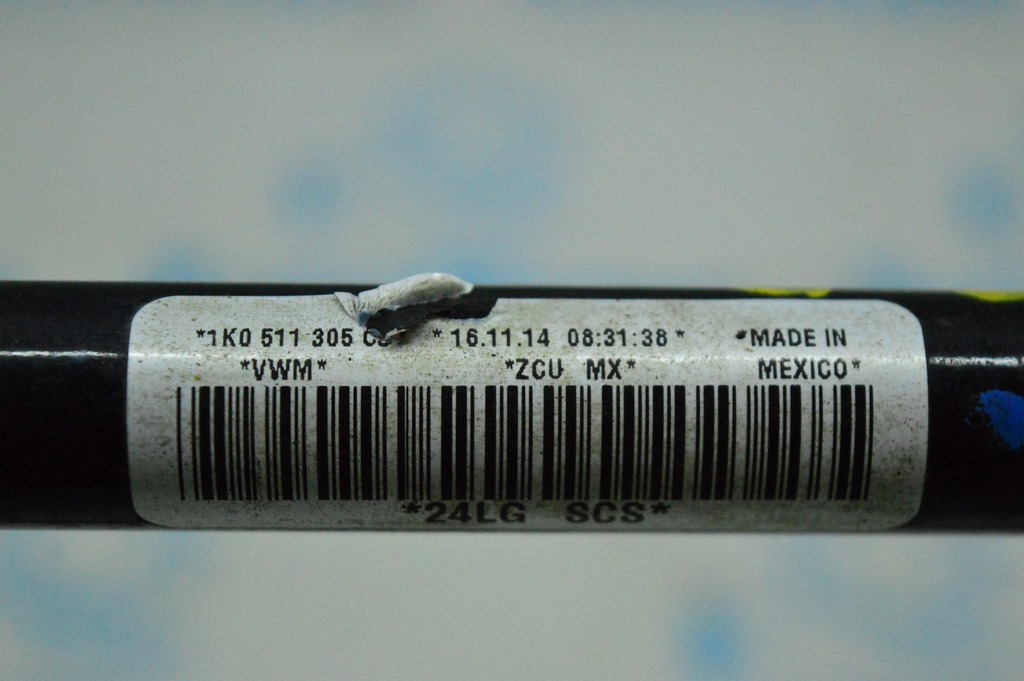 *1K0 511 305 * 16.11.14 08:31:38 * *MADE IN
*VWM* *ZCU MX* MEXICO*
*24LG SCS*